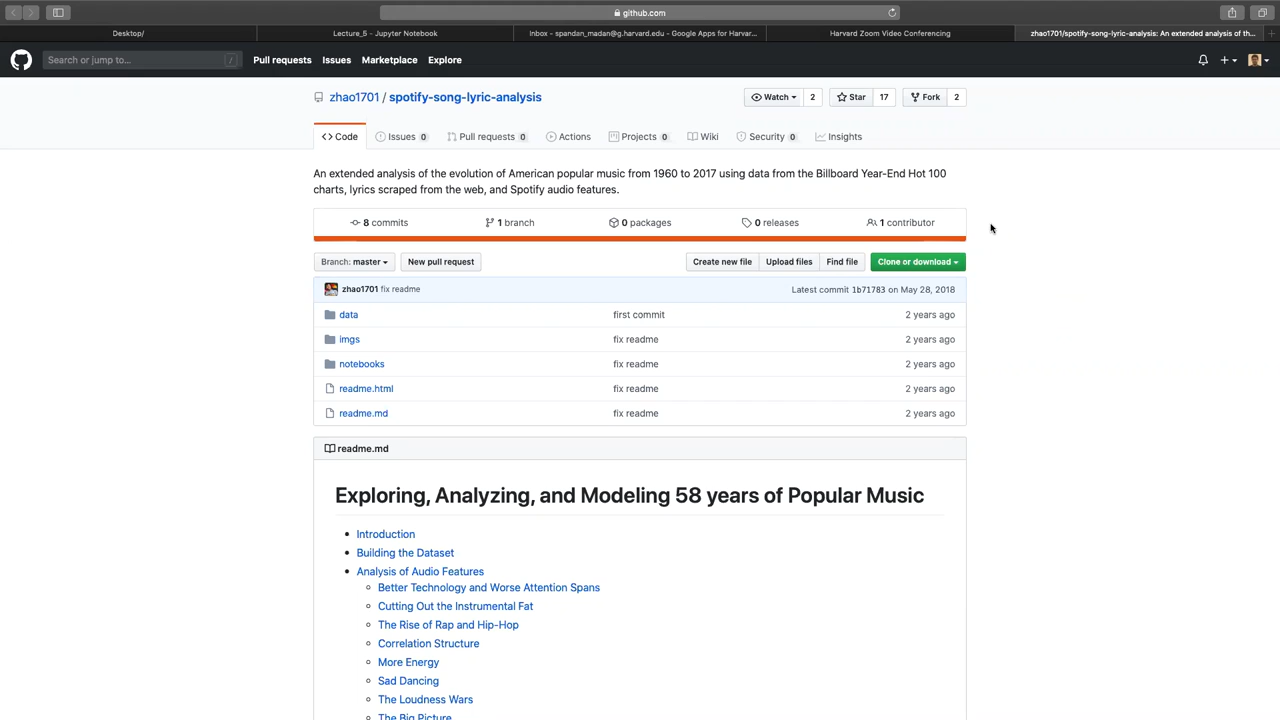 github.com
Desktop/
Lecture_5 - Jupyter Notebook
Inbox - spandan_madan@g.harvard.edu - Google Apps for Harvar...
Harvard Zoom Video Conferencing
zhao1701/spotify-song-lyric-analysis: An extended analysis of th...
Search or jump to...
/
Pull requests
Issues
Marketplace
Explore
zhao1701 / spotify-song-lyric-analysis
Watch 2
Star 17
Fork 2
Code
Issues 0
Pull requests 0
Actions
Projects 0
Wiki
Security 0
Insights
An extended analysis of the evolution of American popular music from 1960 to 2017 using data from the Billboard Year-End Hot 100
charts, lyrics scraped from the web, and Spotify audio features.
8 commits
1 branch
0 packages
0 releases
1 contributor
Branch: master
New pull request
Create new file
Upload files
Find file
Clone or download
zhao1701 fix readme
Latest commit 1b71783 on May 28, 2018
data first commit 2 years ago
imgs fix readme 2 years ago
notebooks fix readme 2 years ago
readme.html fix readme 2 years ago
readme.md fix readme 2 years ago
readme.md
Exploring, Analyzing, and Modeling 58 years of Popular Music
Introduction
Building the Dataset
Analysis of Audio Features
Better Technology and Worse Attention Spans
Cutting Out the Instrumental Fat
The Rise of Rap and Hip-Hop
Correlation Structure
More Energy
Sad Dancing
The Loudness Wars
The Big Picture